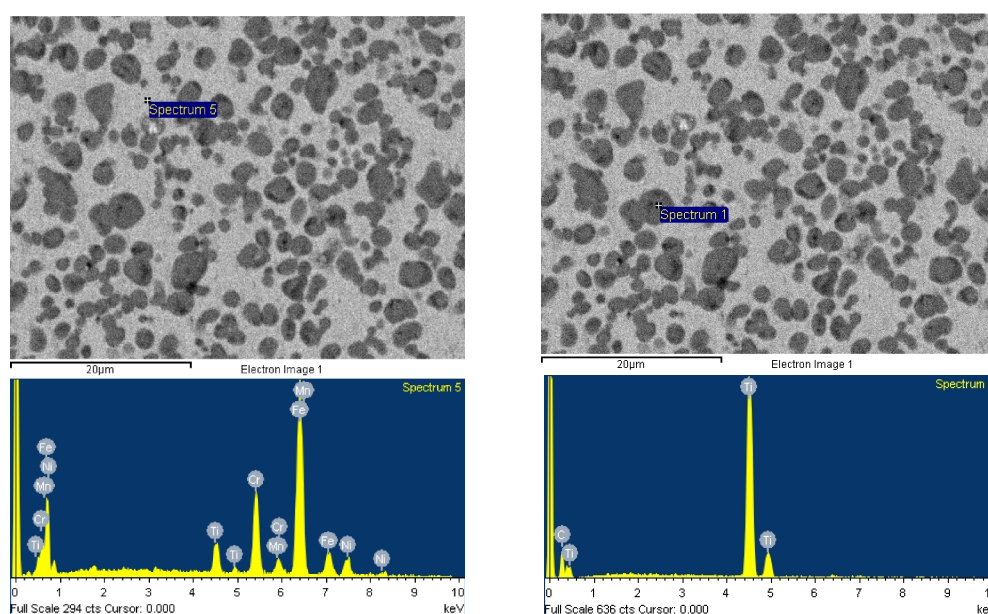 Spectrum 5
20µm
Electron Image 1
Spectrum 5
Fe
Ni
Mn
Cr
Ti
Ti
Ti
Cr
Cr
Mn
Mn
Fe
Fe
Ni
Ni
0 1 2 3 4 5 6 7 8 9 10
Full Scale 294 cts Cursor: 0.000
keV
Spectrum 1
20µm
Electron Image 1
Spectrum
C
Ti
Ti
Ti
0 1 2 3 4 5 6 7 8 9 1
Full Scale 636 cts Cursor: 0.000
ke